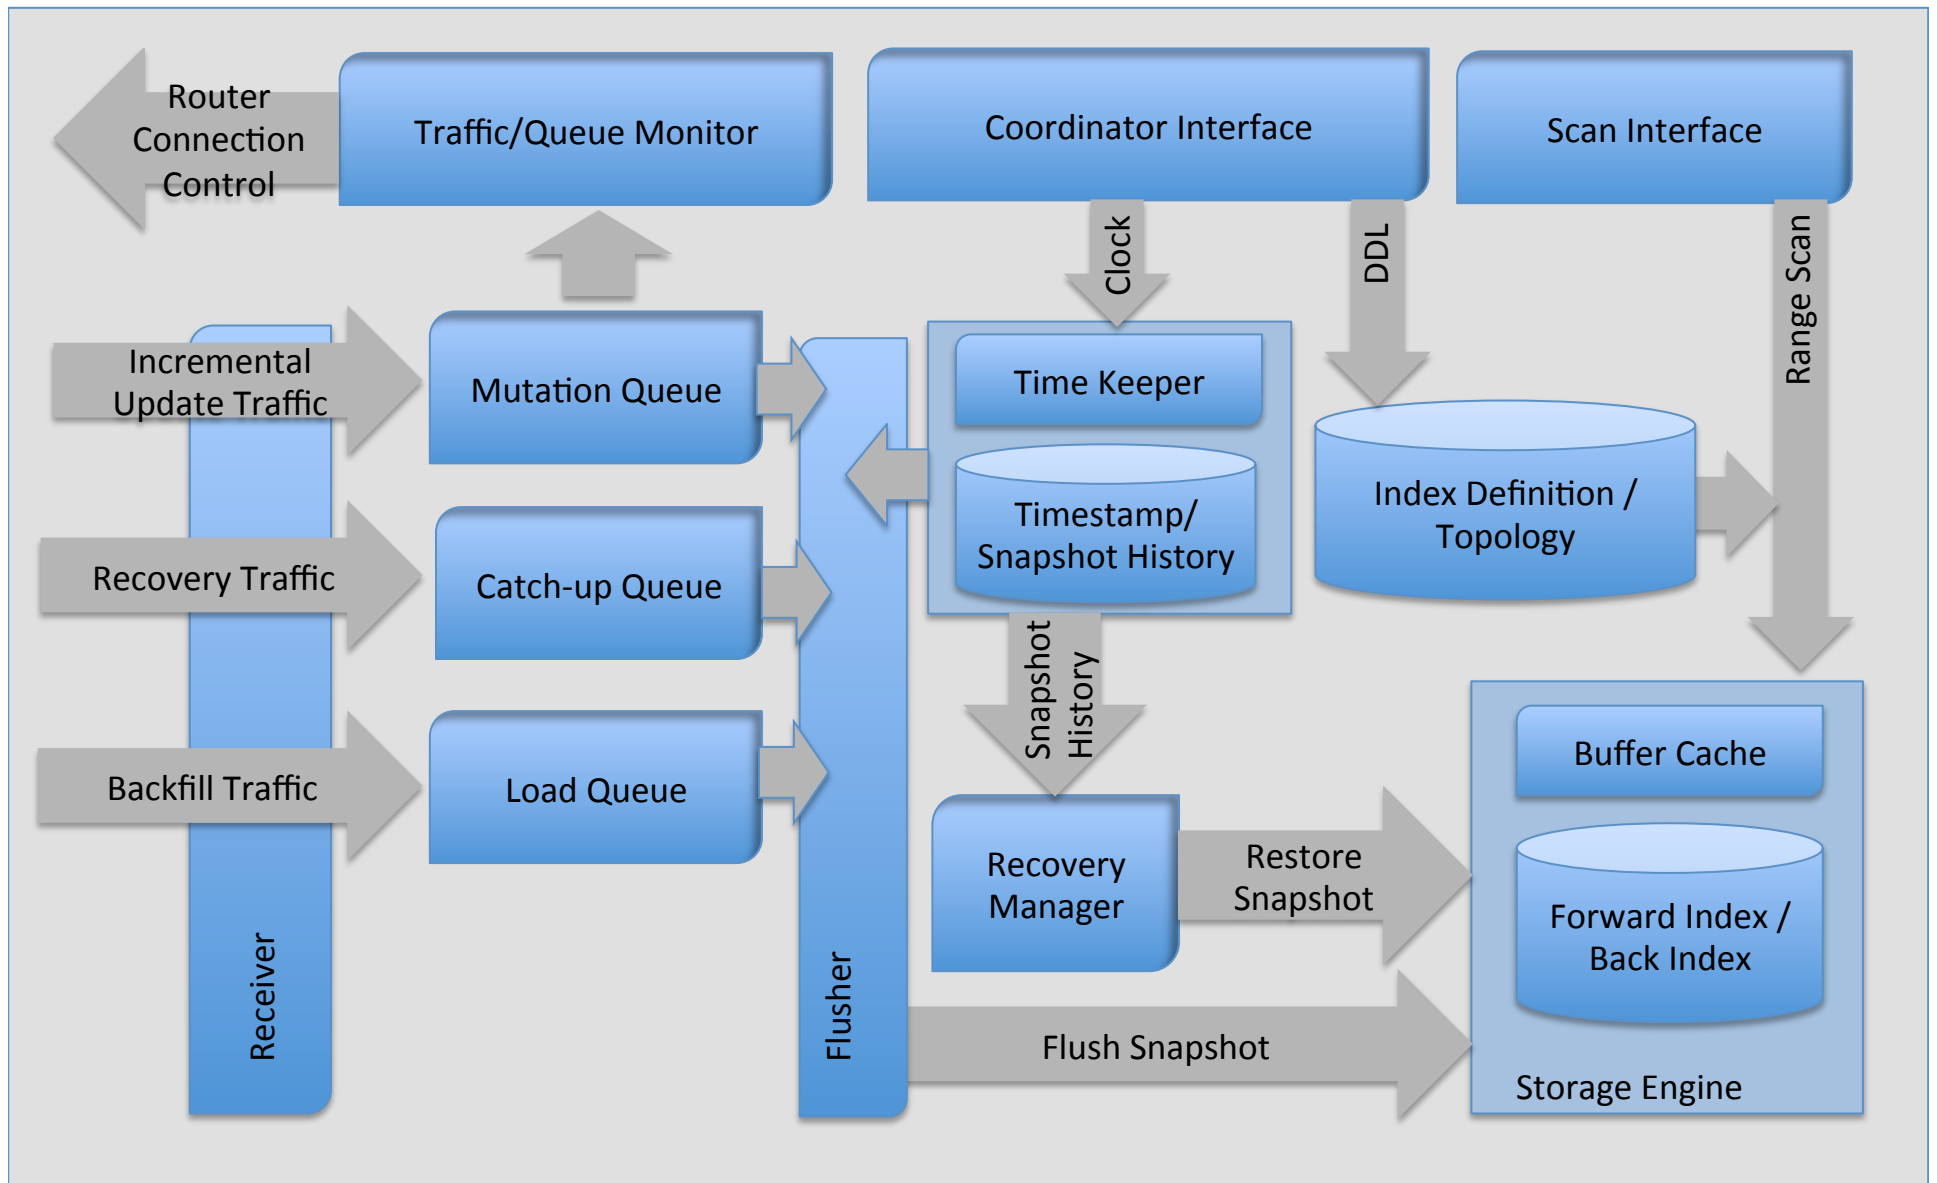 Router
Connection
Control
Traffic/Queue Monitor
Coordinator Interface
Scan Interface
Clock
DDL
Range Scan
Incremental
Update Traffic
Mutation Queue
Time Keeper
Timestamp/
Snapshot History
Index Definition /
Topology
Recovery Traffic
Catch-up Queue
Snapshot
History
Backfill Traffic
Load Queue
Buffer Cache
Recovery
Manager
Restore
Snapshot
Forward Index /
Back Index
Receiver
Flusher
Flush Snapshot
Storage Engine